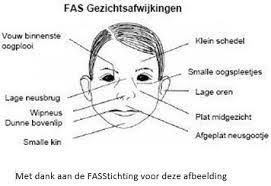 FAS Gezichtsafwijkingen
Vouw binnenste
oogplooi
Klein schedel
Smalle oogspleetjes
Lage neusbrug
Lage oren
Wipneus
Dunne bovenlip
Plat midgezicht
Afgeplat neusgootje
Smalle kin
Met dank aan de FASStichting voor deze afbeelding